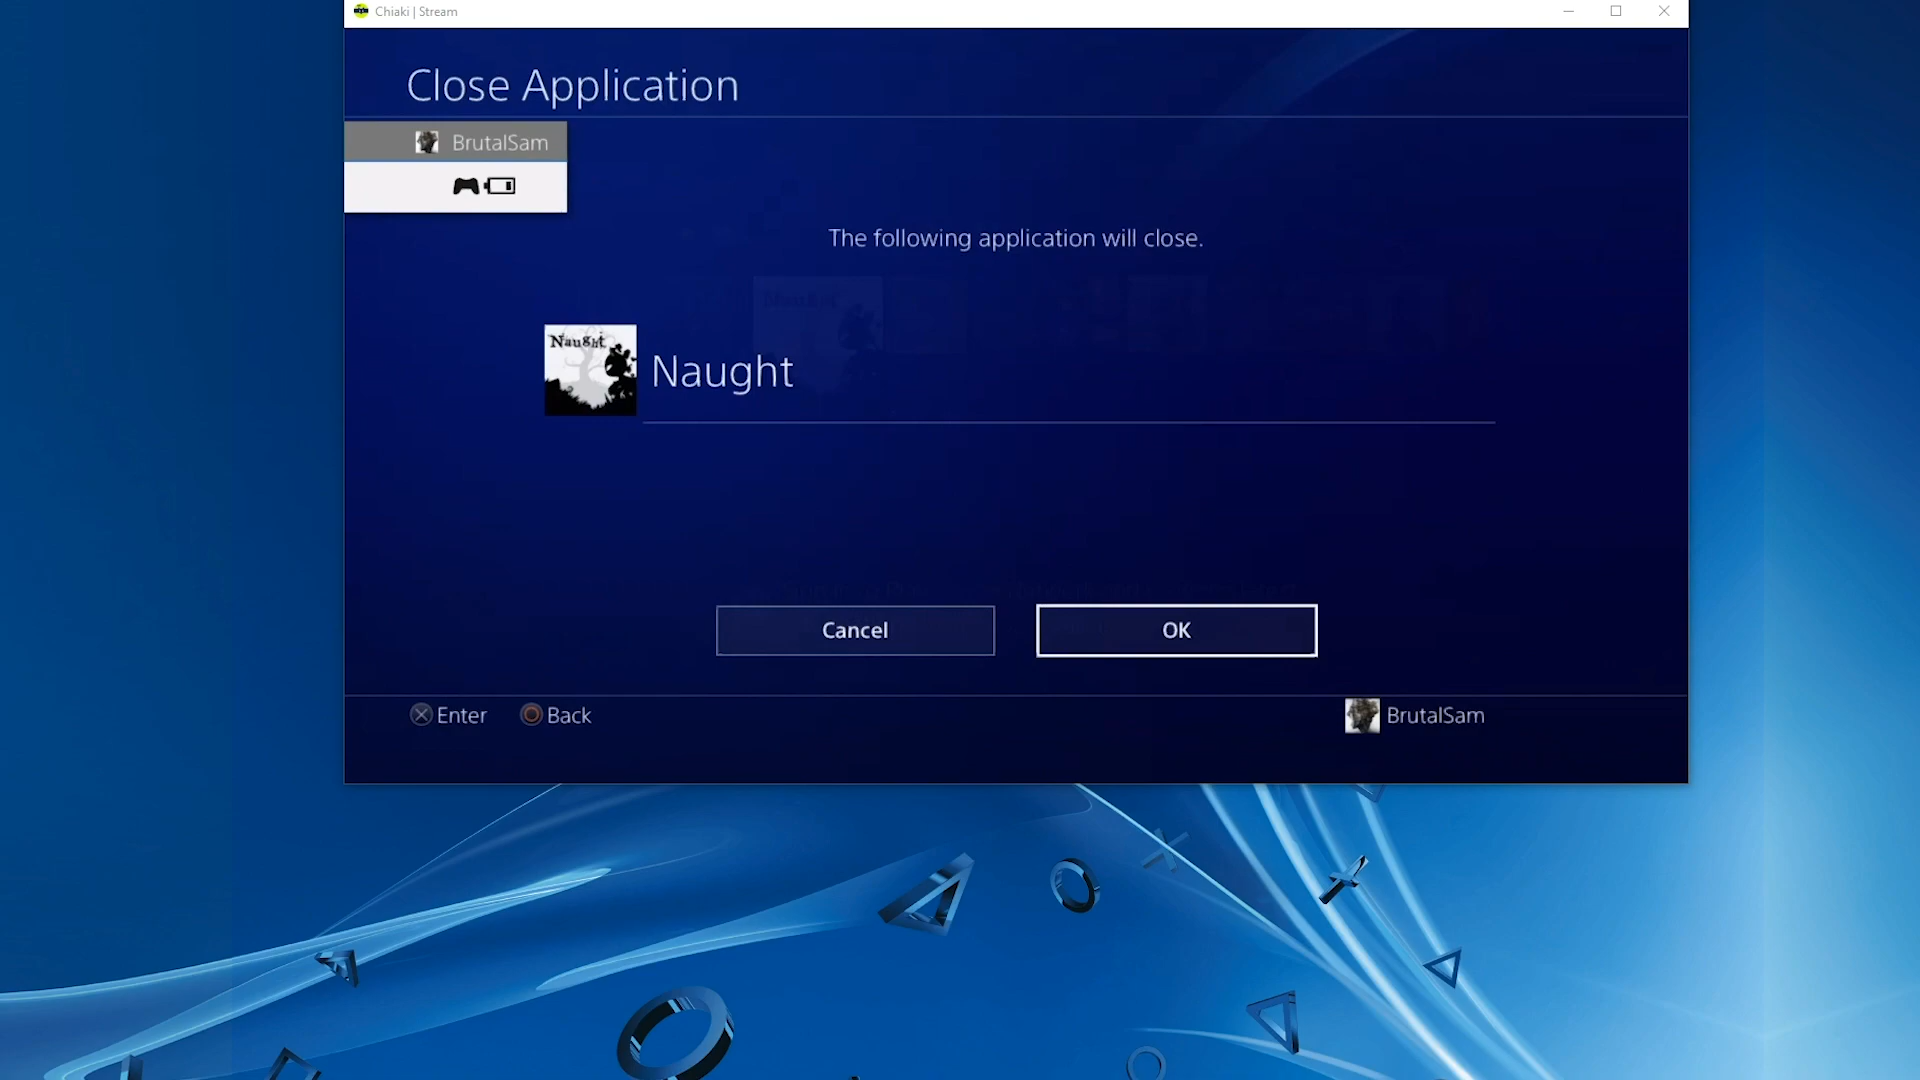 Chiaki | Stream
Close Application
BrutalSam
The following application will close.
Naught
Naught
Cancel
OK
Enter
Back
BrutalSam